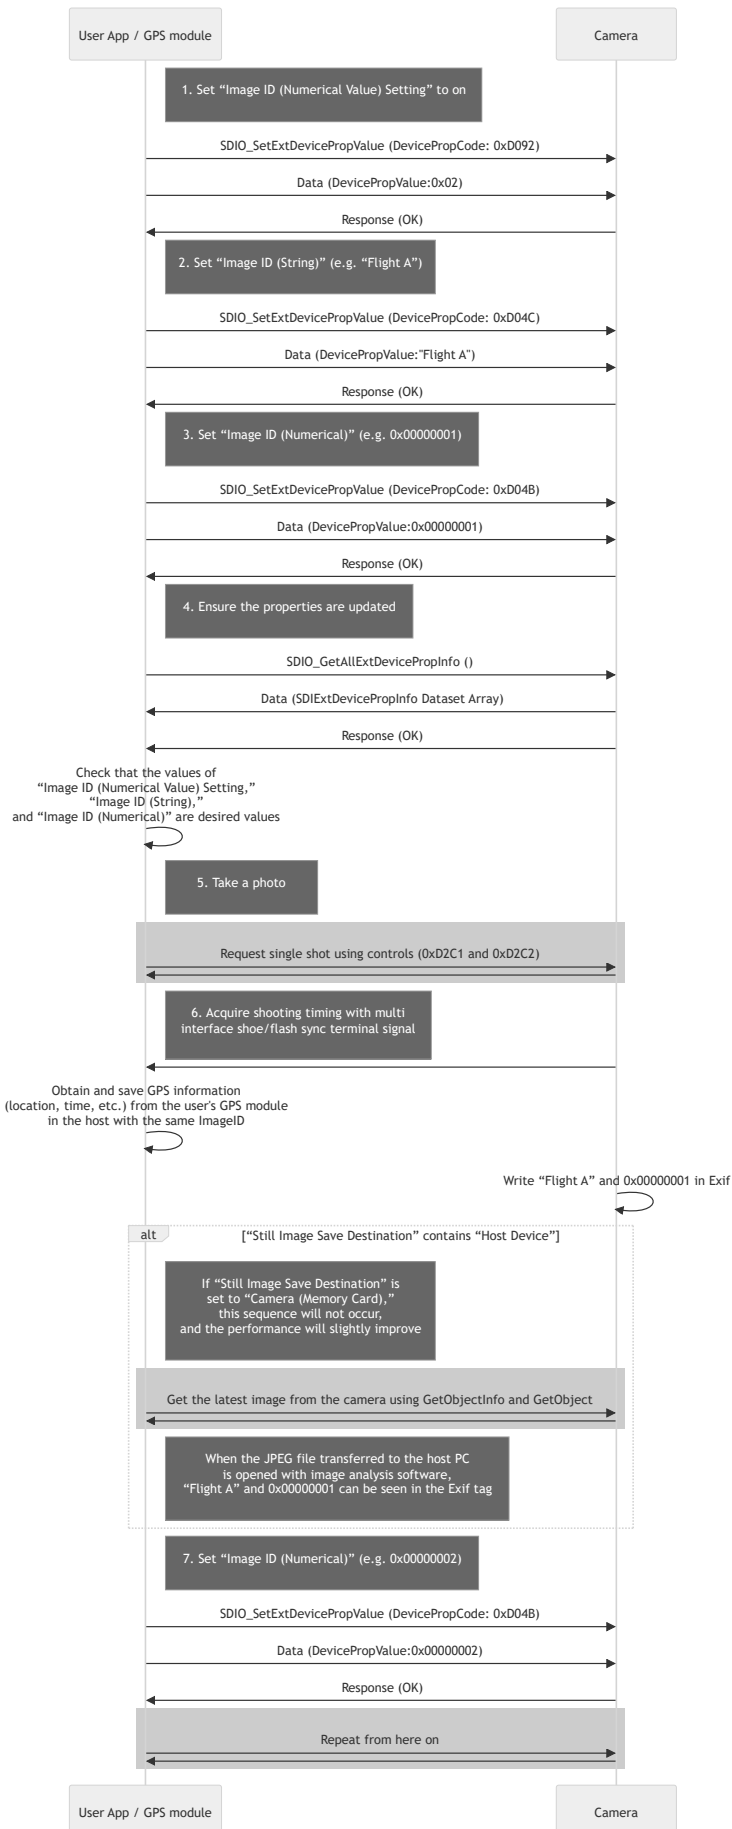 User App / GPS module
Camera
1. Set “Image ID (Numerical Value) Setting” to on
SDIO_SetExtDevicePropValue (DevicePropCode: 0xD092)
Data (DevicePropValue:0x02)
Response (OK)
2. Set “Image ID (String)” (e.g. “Flight A”)
SDIO_SetExtDevicePropValue (DevicePropCode: 0xD04C)
Data (DevicePropValue:"Flight A")
Response (OK)
3. Set “Image ID (Numerical)” (e.g. 0x00000001)
SDIO_SetExtDevicePropValue (DevicePropCode: 0xD04B)
Data (DevicePropValue:0x00000001)
Response (OK)
4. Ensure the properties are updated
SDIO_GetAllExtDevicePropInfo ()
Data (SDIExtDevicePropInfo Dataset Array)
Response (OK)
Check that the values of
“Image ID (Numerical Value) Setting,”
“Image ID (String),”
and “Image ID (Numerical)” are desired values
5. Take a photo
Request single shot using controls (0xD2C1 and 0xD2C2)
6. Acquire shooting timing with multi
interface shoe/flash sync terminal signal
Obtain and save GPS information
(location, time, etc.) from the user's GPS module
in the host with the same ImageID
Write “Flight A” and 0x00000001 in Exif
alt
[“Still Image Save Destination” contains “Host Device”]
If “Still Image Save Destination” is
set to “Camera (Memory Card),”
this sequence will not occur,
and the performance will slightly improve
Get the latest image from the camera using GetObjectInfo and GetObject
When the JPEG file transferred to the host PC
is opened with image analysis software,
“Flight A” and 0x00000001 can be seen in the Exif tag
7. Set “Image ID (Numerical)” (e.g. 0x00000002)
SDIO_SetExtDevicePropValue (DevicePropCode: 0xD04B)
Data (DevicePropValue:0x00000002)
Response (OK)
Repeat from here on
User App / GPS module
Camera